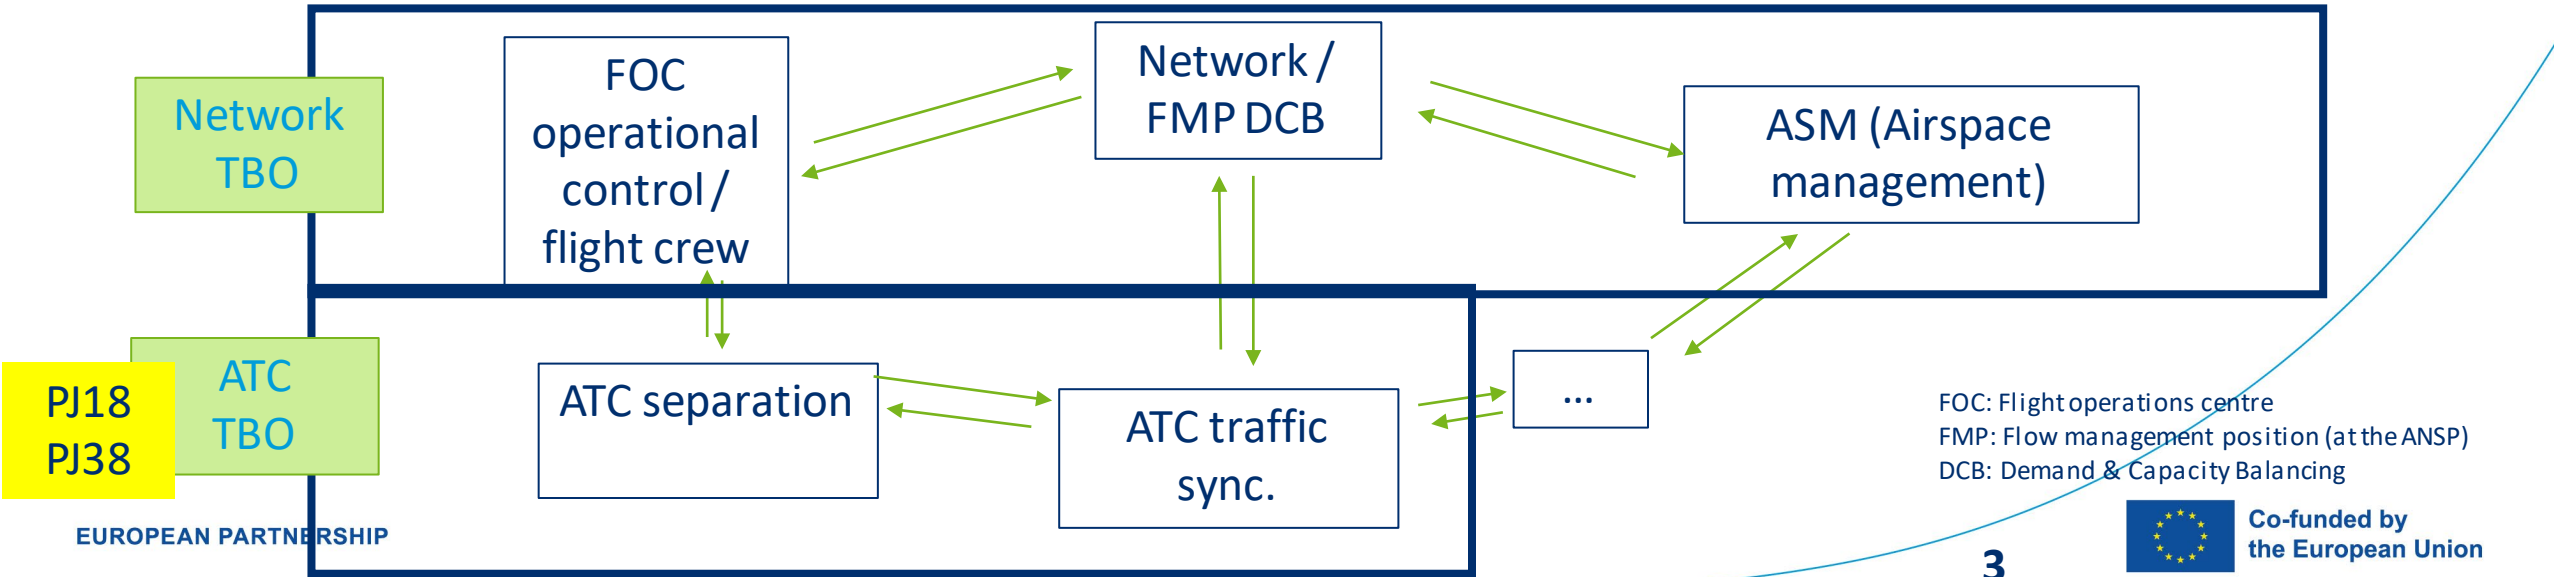 Network
TBO
FOC
operational
control /
flight crew
Network /
FMP DCB
ASM (Airspace
management)
PJ18
PJ38
ATC
TBO
ATC separation
ATC traffic
sync.
...
FOC: Flight operations centre
FMP: Flow management position (at the ANSP)
DCB: Demand & Capacity Balancing
EUROPEAN PARTNERSHIP
3
Co-funded by
the European Union